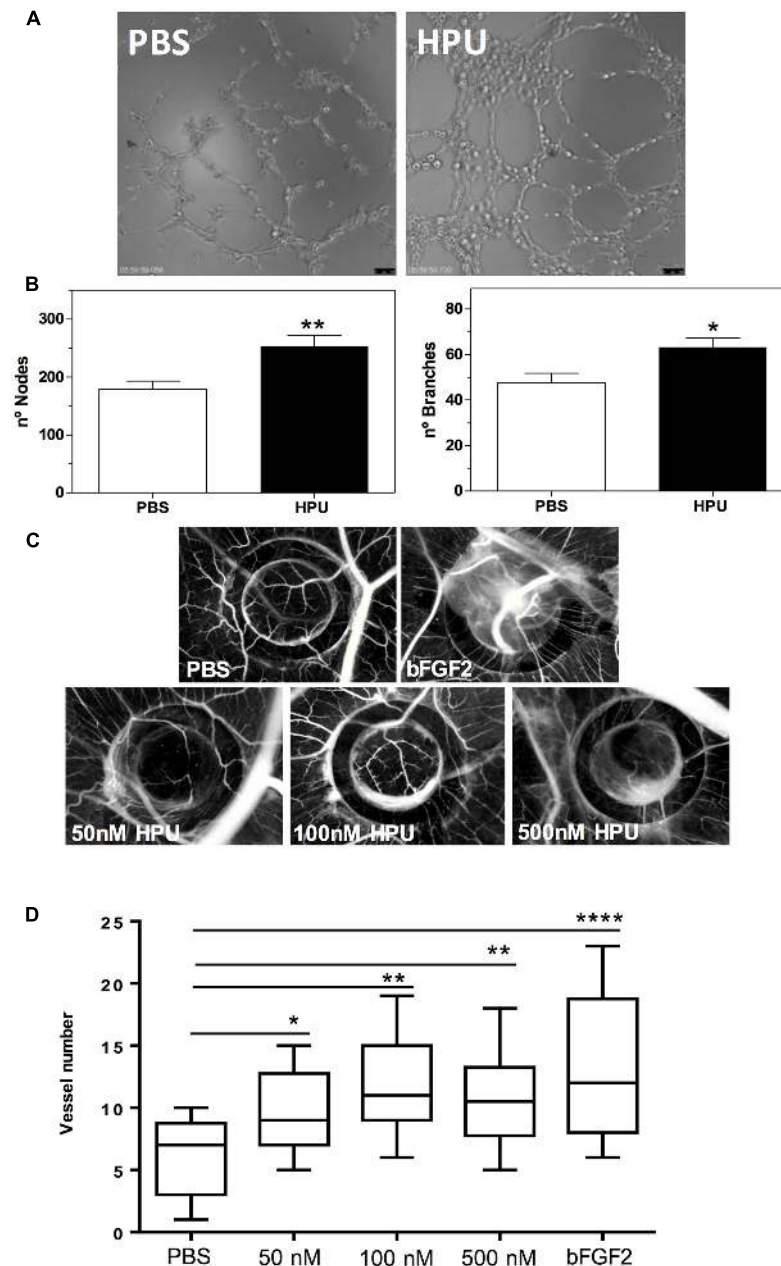 A
PBS
HPU
B
nº Nodes
300
200
100
0
PBS
HPU
**
nº Branches
80
60
40
20
0
PBS
HPU
*
C
PBS
bFGF2
50nM HPU
100nM HPU
500nM HPU
D
Vessel number
25
20
15
10
5
0
****
**
**
*
PBS
50 nM
100 nM
500 nM
bFGF2